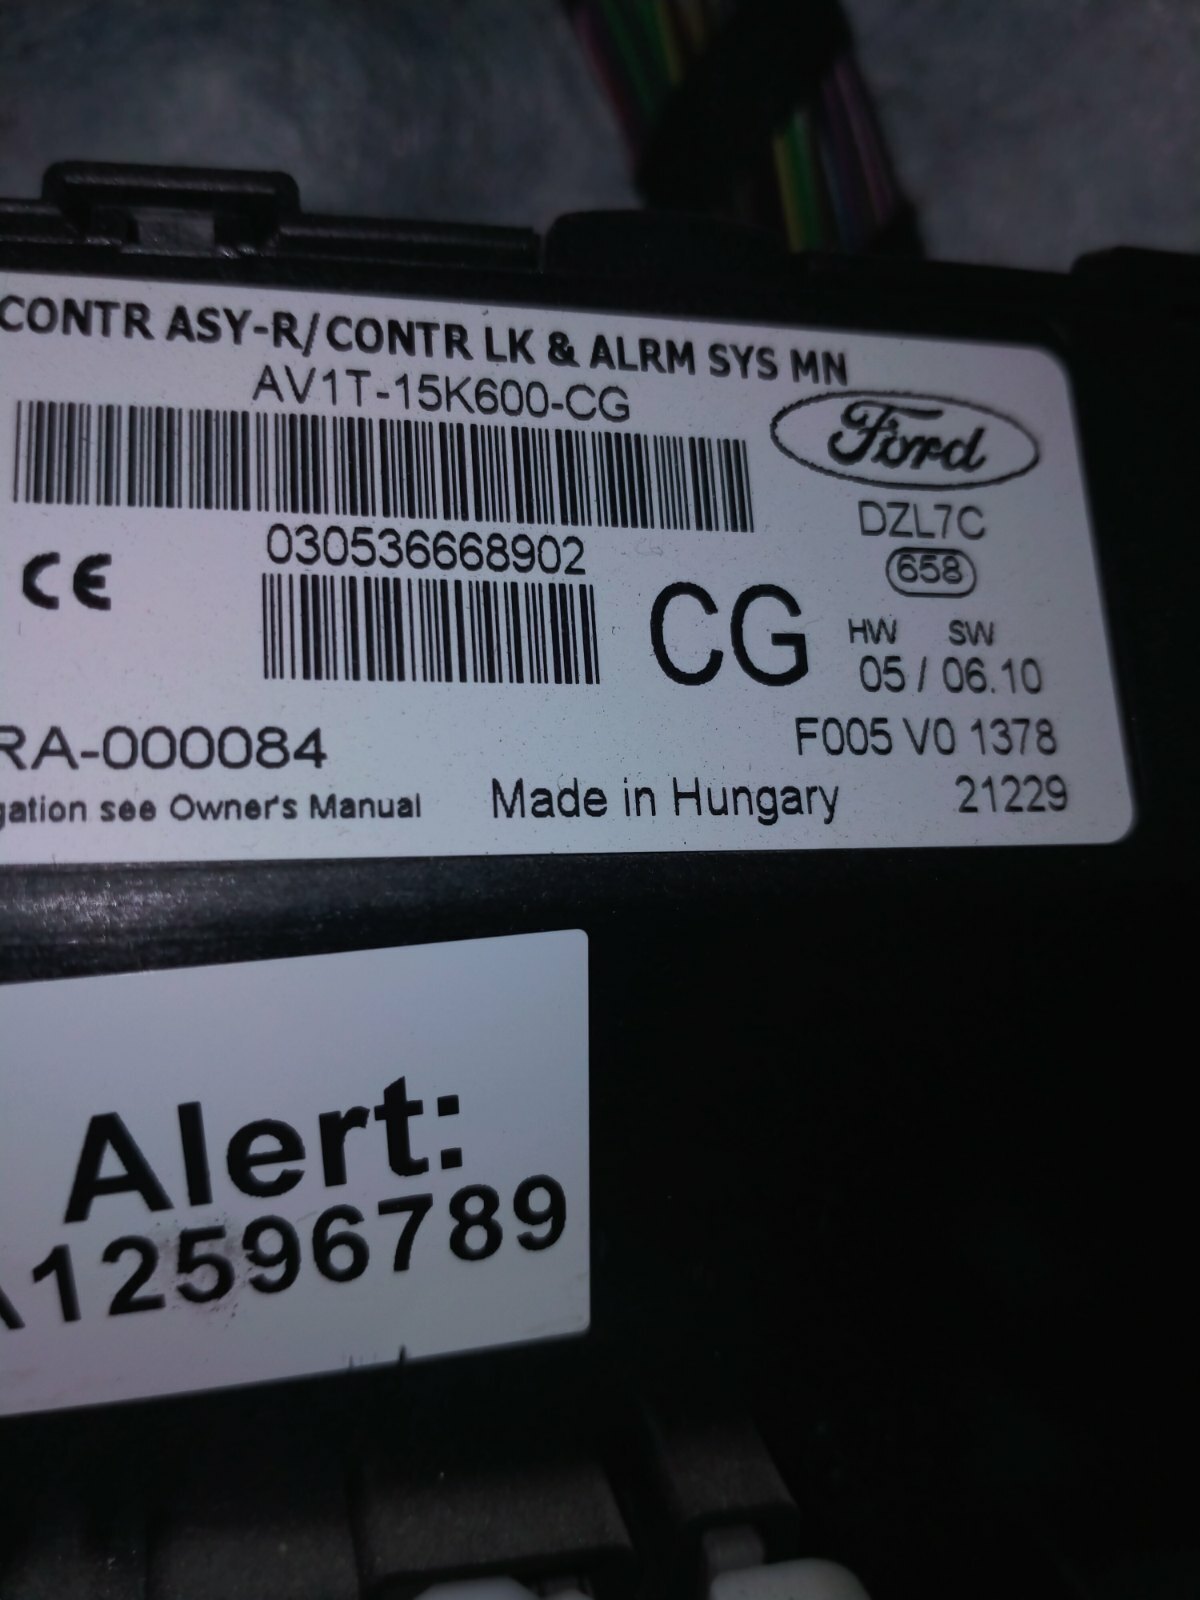 CONTR ASY-R/CONTR LK & ALRM SYS MN
AV1T-15K600-CG
Ford
DZL7C
658
030536668902
CE
CG
HW SW
05 / 06.10
RA-000084
F005 V0 1378
see Owner's Manual
Made in Hungary
21229
Alert:
12596789